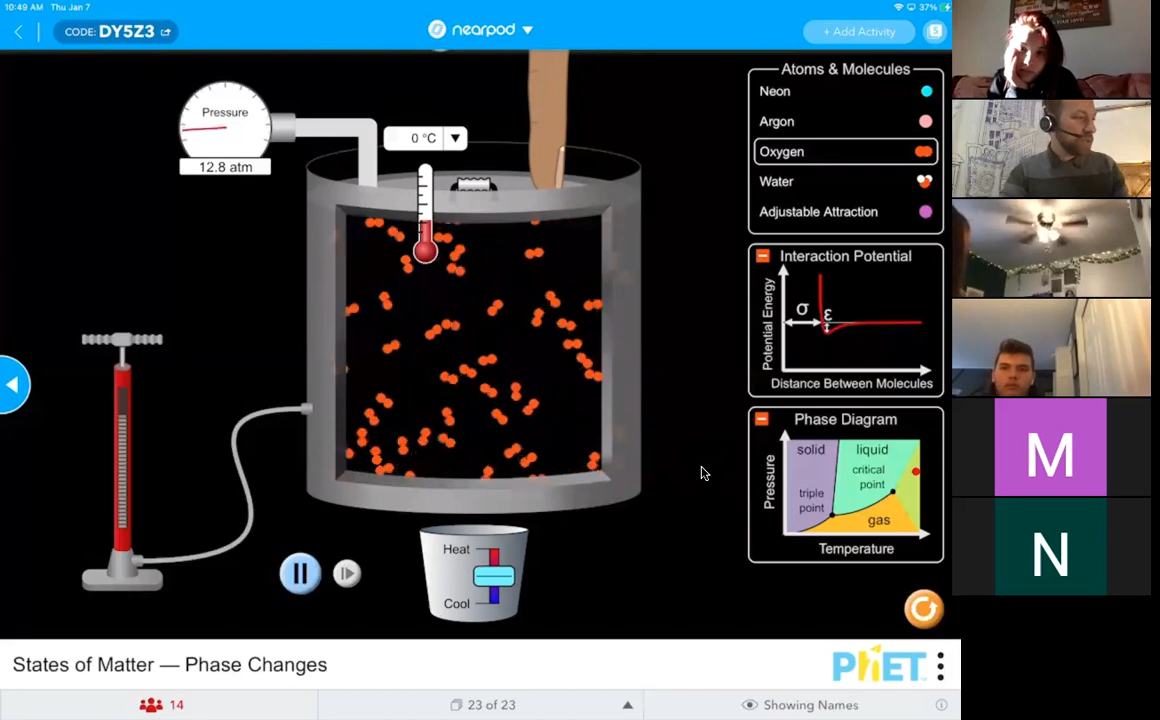 10:49 AM Thu Jan 7
37%
CODE: DY5Z3
nearpod
+ Add Activity
S
Pressure
12.8 atm
0 °C
Atoms & Molecules
Neon
Argon
Oxygen
Water
Adjustable Attraction
Interaction Potential
Potential Energy
σ
ε
Distance Between Molecules
Phase Diagram
Pressure
solid
liquid
critical
point
triple
point
gas
Temperature
Heat
Cool
States of Matter — Phase Changes
PhET
14
23 of 23
Showing Names
M
N